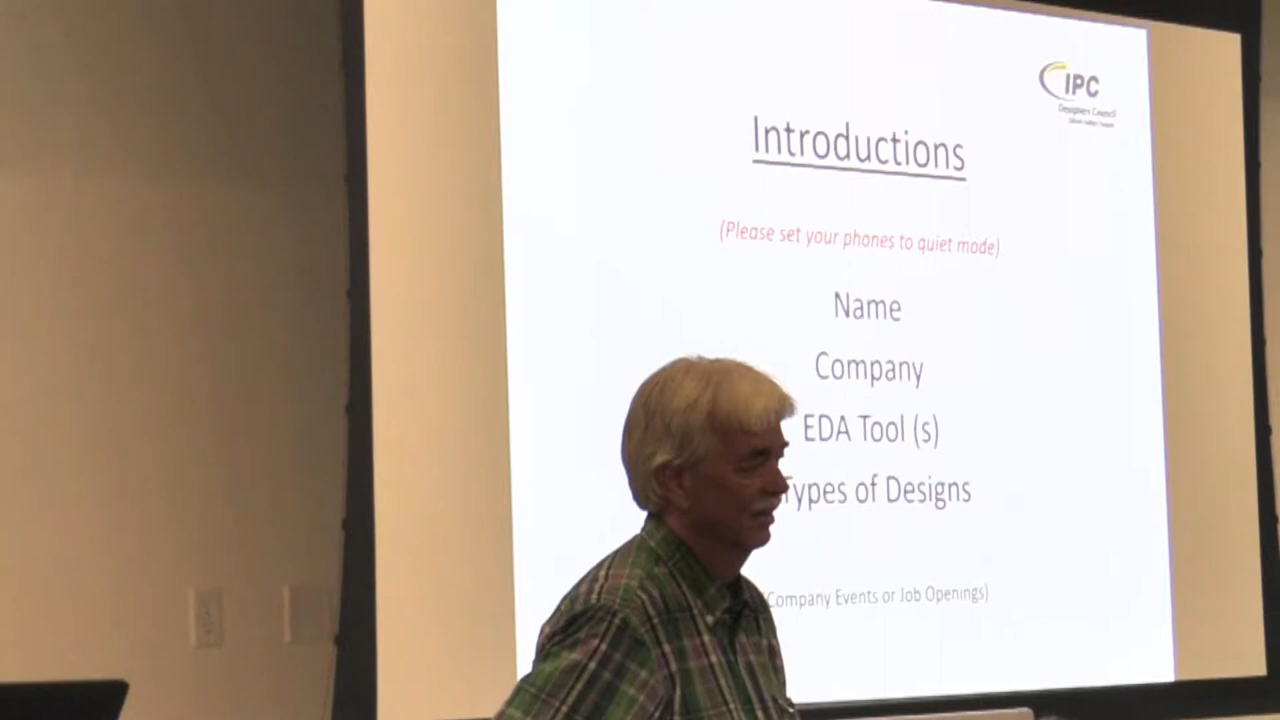 IPC
Designers Council
Introductions
(Please set your phones to quiet mode)
Name
Company
EDA Tool (s)
Types of Designs
(Company Events or Job Openings)